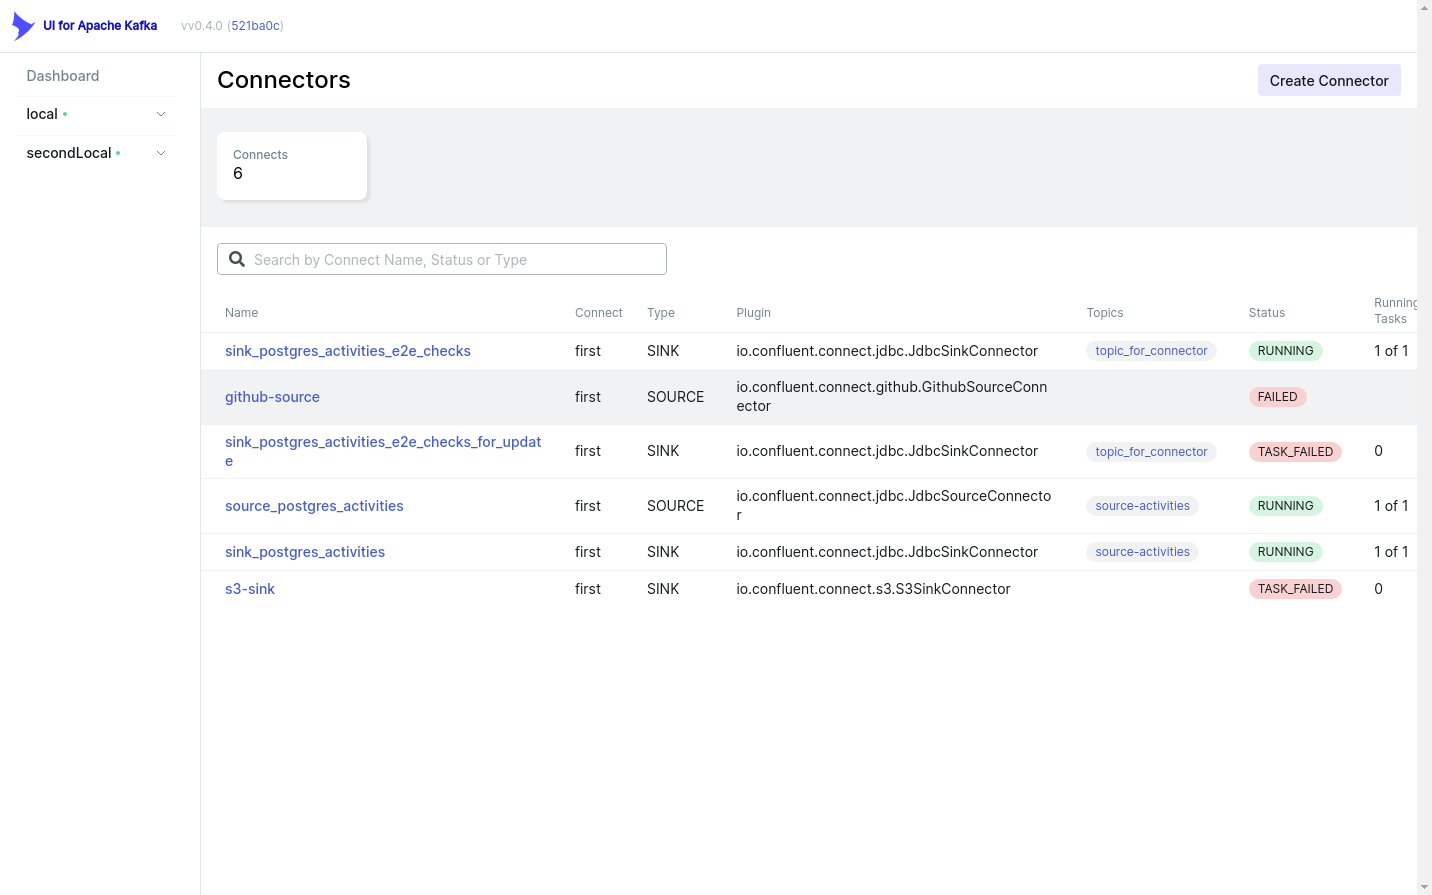 UI for Apache Kafka
vv0.4.0 (521ba0c)
Dashboard
local
secondLocal
Connectors
Create Connector
Connects
6
Search by Connect Name, Status or Type
Name Connect Type Plugin Topics Status Running
Tasks
sink_postgres_activities_e2e_checks first SINK io.confluent.connect.jdbc.JdbcSinkConnector topic_for_connector RUNNING 1 of 1
github-source first SOURCE io.confluent.connect.github.GithubSourceConn
ector FAILED
sink_postgres_activities_e2e_checks_for_updat
e first SINK io.confluent.connect.jdbc.JdbcSinkConnector topic_for_connector TASK_FAILED 0
source_postgres_activities first SOURCE io.confluent.connect.jdbc.JdbcSourceConnecto
r source-activities RUNNING 1 of 1
sink_postgres_activities first SINK io.confluent.connect.jdbc.JdbcSinkConnector source-activities RUNNING 1 of 1
s3-sink first SINK io.confluent.connect.s3.S3SinkConnector TASK_FAILED 0